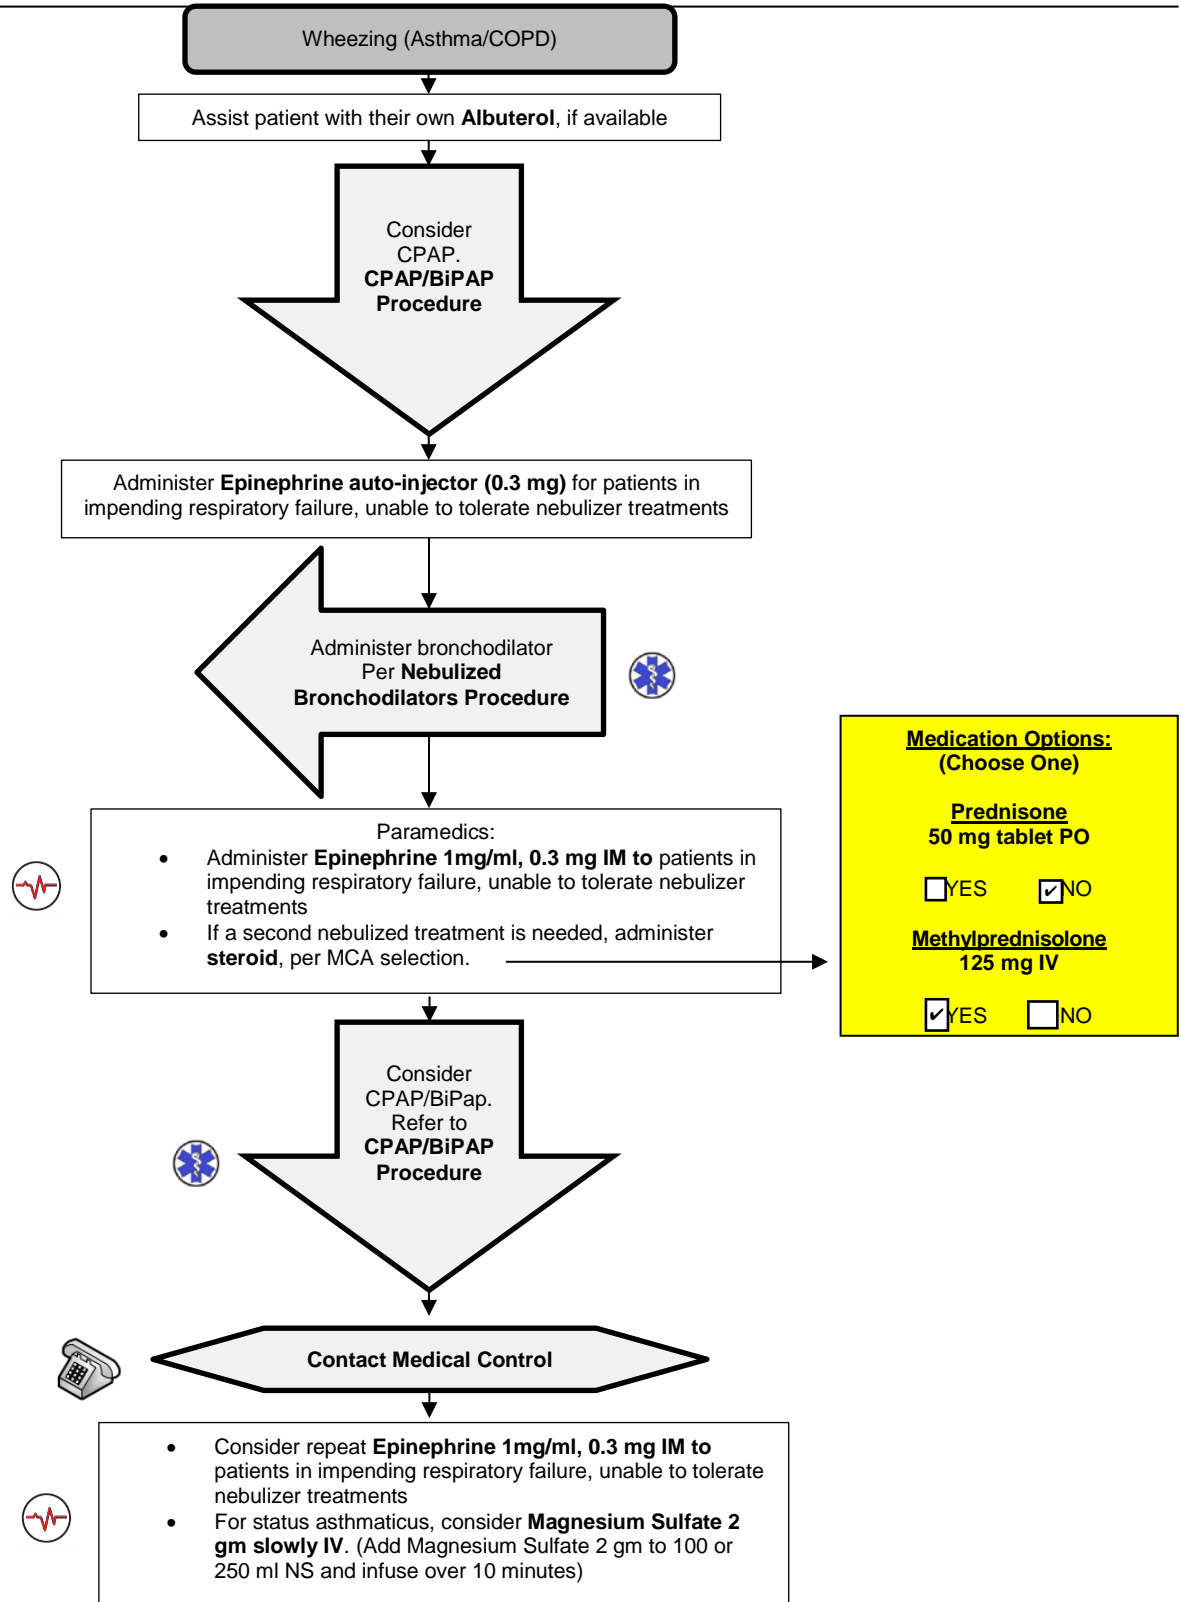 Wheezing (Asthma/COPD)
Assist patient with their own Albuterol, if available
Consider
CPAP.
CPAP/BiPAP
Procedure
Administer Epinephrine auto-injector (0.3 mg) for patients in
impending respiratory failure, unable to tolerate nebulizer treatments
Administer bronchodilator
Per Nebulized
Bronchodilators Procedure
Paramedics:
• Administer Epinephrine 1mg/ml, 0.3 mg IM to patients in
impending respiratory failure, unable to tolerate nebulizer
treatments
• If a second nebulized treatment is needed, administer
steroid, per MCA selection.
Medication Options:
(Choose One)
Prednisone
50 mg tablet PO
☐YES ☑NO
Methylprednisolone
125 mg IV
☑YES ☐NO
Consider
CPAP/BiPap.
Refer to
CPAP/BiPAP
Procedure
Contact Medical Control
• Consider repeat Epinephrine 1mg/ml, 0.3 mg IM to
patients in impending respiratory failure, unable to tolerate
nebulizer treatments
• For status asthmaticus, consider Magnesium Sulfate 2
gm slowly IV. (Add Magnesium Sulfate 2 gm to 100 or
250 ml NS and infuse over 10 minutes)